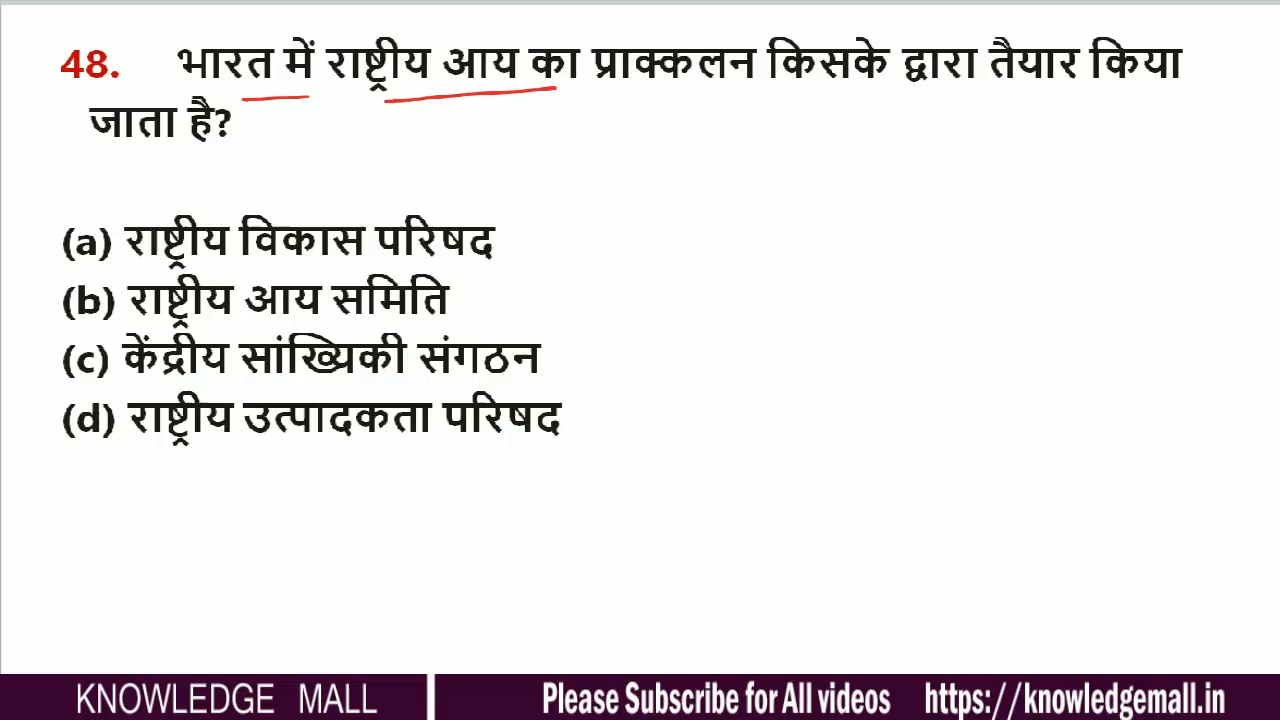 48. भारत में राष्ट्रीय आय का प्राक्कलन किसके द्वारा तैयार किया
जाता है?
(a) राष्ट्रीय विकास परिषद
(b) राष्ट्रीय आय समिति
(c) केंद्रीय सांख्यिकी संगठन
(d) राष्ट्रीय उत्पादकता परिषद
KNOWLEDGE MALL Please Subscribe for All videos https://knowledgemall.in